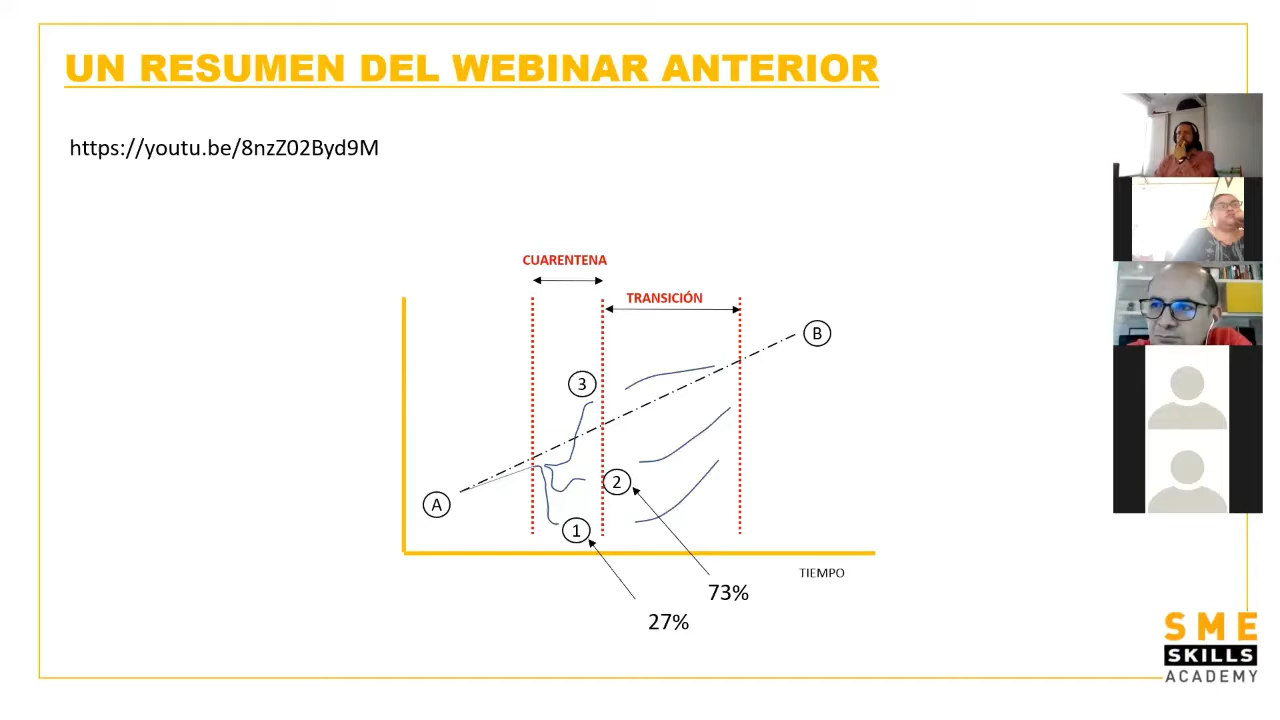 UN RESUMEN DEL WEBINAR ANTERIOR
https://youtu.be/8nzZ02Byd9M
CUARENTENA
TRANSICIÓN
B
3
2
A
1
TIEMPO
73%
27%
SME
SKILLS
ACADEMY